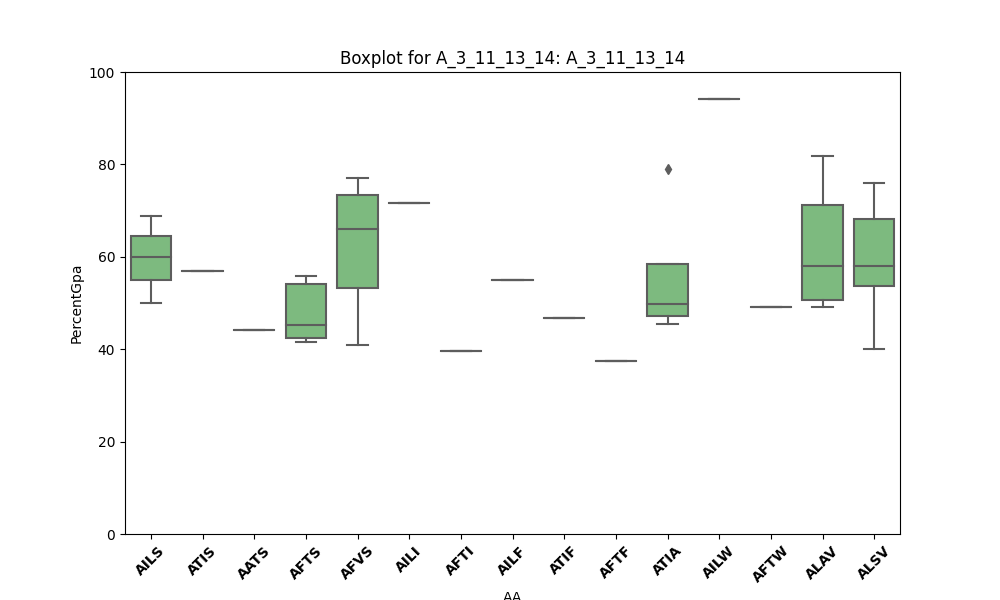 Boxplot for A_3_11_13_14: A_3_11_13_14
100
80
60
40
20
0
PercentGpa
AILS
ATIS
AATS
AFTS
AFVS
AILI
AFTI
AILF
ATIF
AFTF
ATIA
AILW
AFTW
ALAV
ALSV
AA